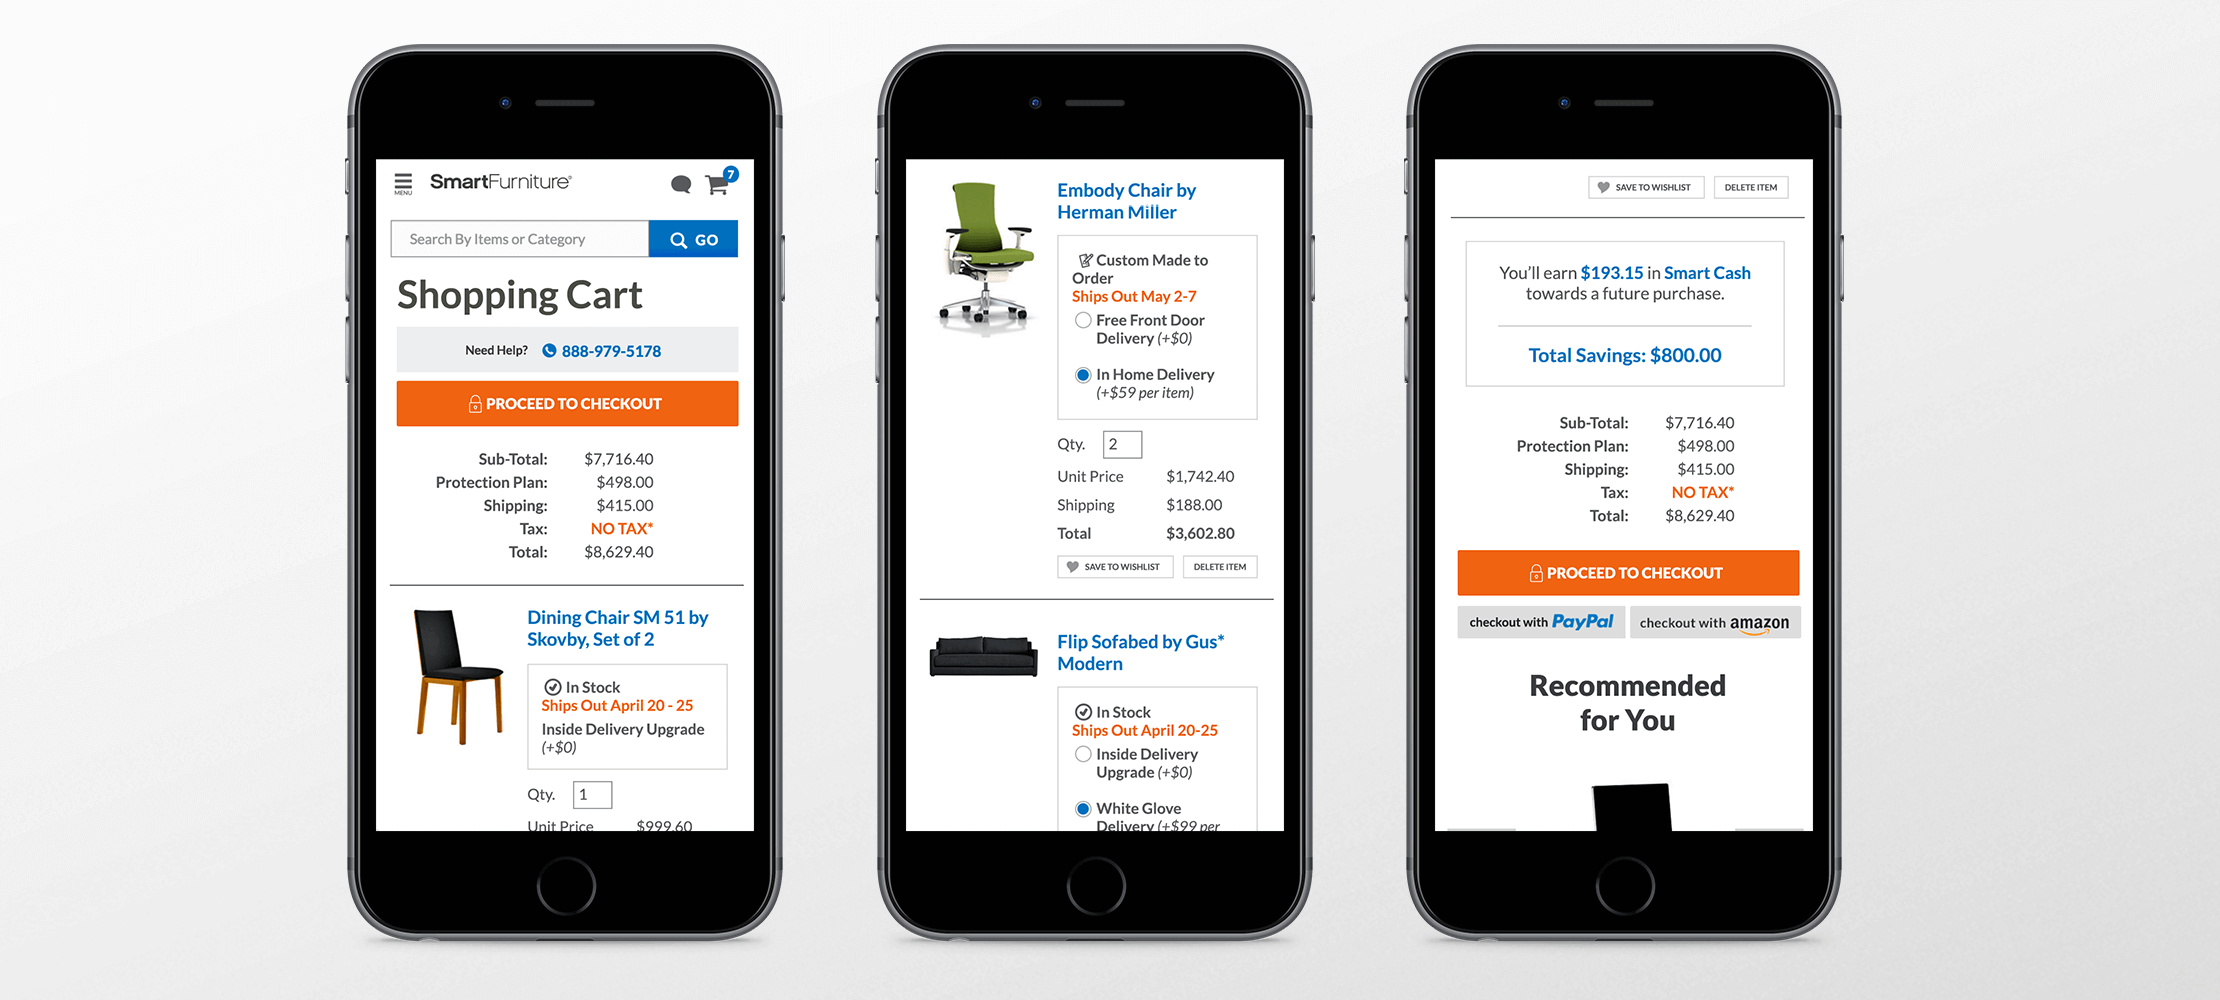 MENU
SmartFurniture®
7
Search By Items or Category
GO
Shopping Cart
Need Help? 888-979-5178
PROCEED TO CHECKOUT
Sub-Total: $7,716.40
Protection Plan: $498.00
Shipping: $415.00
Tax: NO TAX*
Total: $8,629.40
Dining Chair SM 51 by
Skovby, Set of 2
In Stock
Ships Out April 20 - 25
Inside Delivery Upgrade
(+$0)
Qty. 1
Unit Price $999.60
Embody Chair by
Herman Miller
Custom Made to
Order
Ships Out May 2-7
Free Front Door
Delivery (+$0)
In Home Delivery
(+$59 per item)
Qty. 2
Unit Price $1,742.40
Shipping $188.00
Total $3,602.80
SAVE TO WISHLIST
DELETE ITEM
Flip Sofabed by Gus*
Modern
In Stock
Ships Out April 20-25
Inside Delivery
Upgrade (+$0)
White Glove
Delivery (+$99 per
SAVE TO WISHLIST
DELETE ITEM
You'll earn $193.15 in Smart Cash
towards a future purchase.
Total Savings: $800.00
Sub-Total: $7,716.40
Protection Plan: $498.00
Shipping: $415.00
Tax: NO TAX*
Total: $8,629.40
PROCEED TO CHECKOUT
checkout with PayPal
checkout with amazon
Recommended
for You